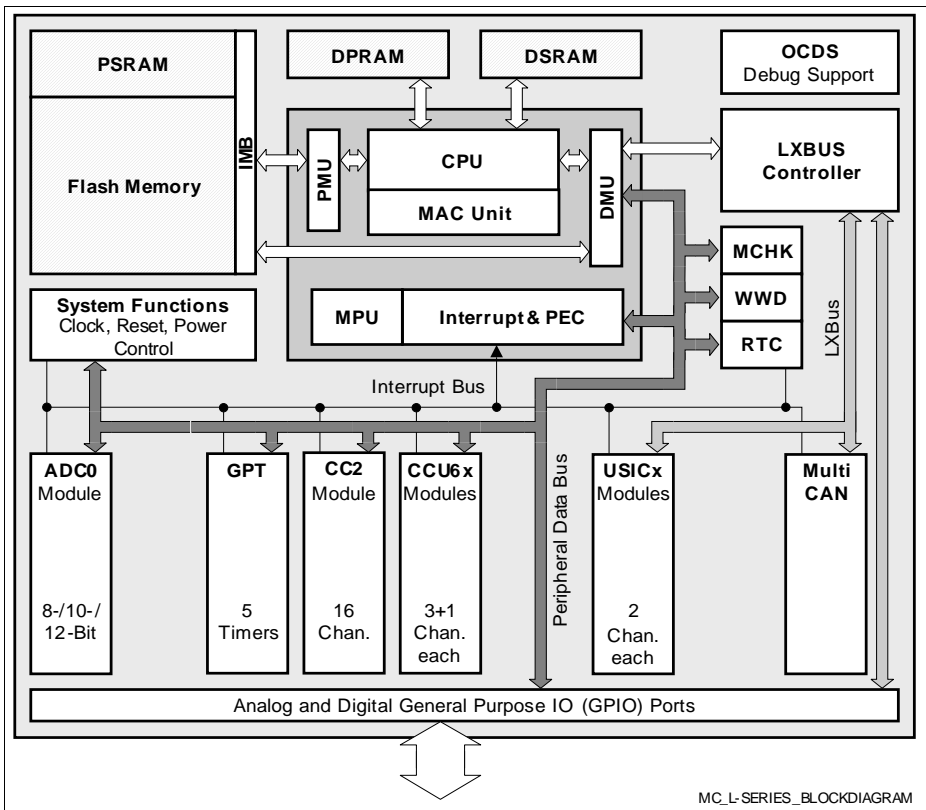 PSRAM
Flash Memory
IMB
DPRAM
DSRAM
OCDS
Debug Support
PMU
CPU
MAC Unit
DMU
LXBUS
Controller
MPU
Interrupt & PEC
MCHK
WWD
RTC
System Functions
Clock, Reset, Power
Control
Interrupt Bus
LXBus
Peripheral Data Bus
ADC0
Module
8-/10-/
12-Bit
GPT
5
Timers
CC2
Module
16
Chan.
CCU6x
Modules
3+1
Chan.
each
USICx
Modules
2
Chan.
each
Multi
CAN
Analog and Digital General Purpose IO (GPIO) Ports
MC_L-SERIES_BLOCKDIAGRAM